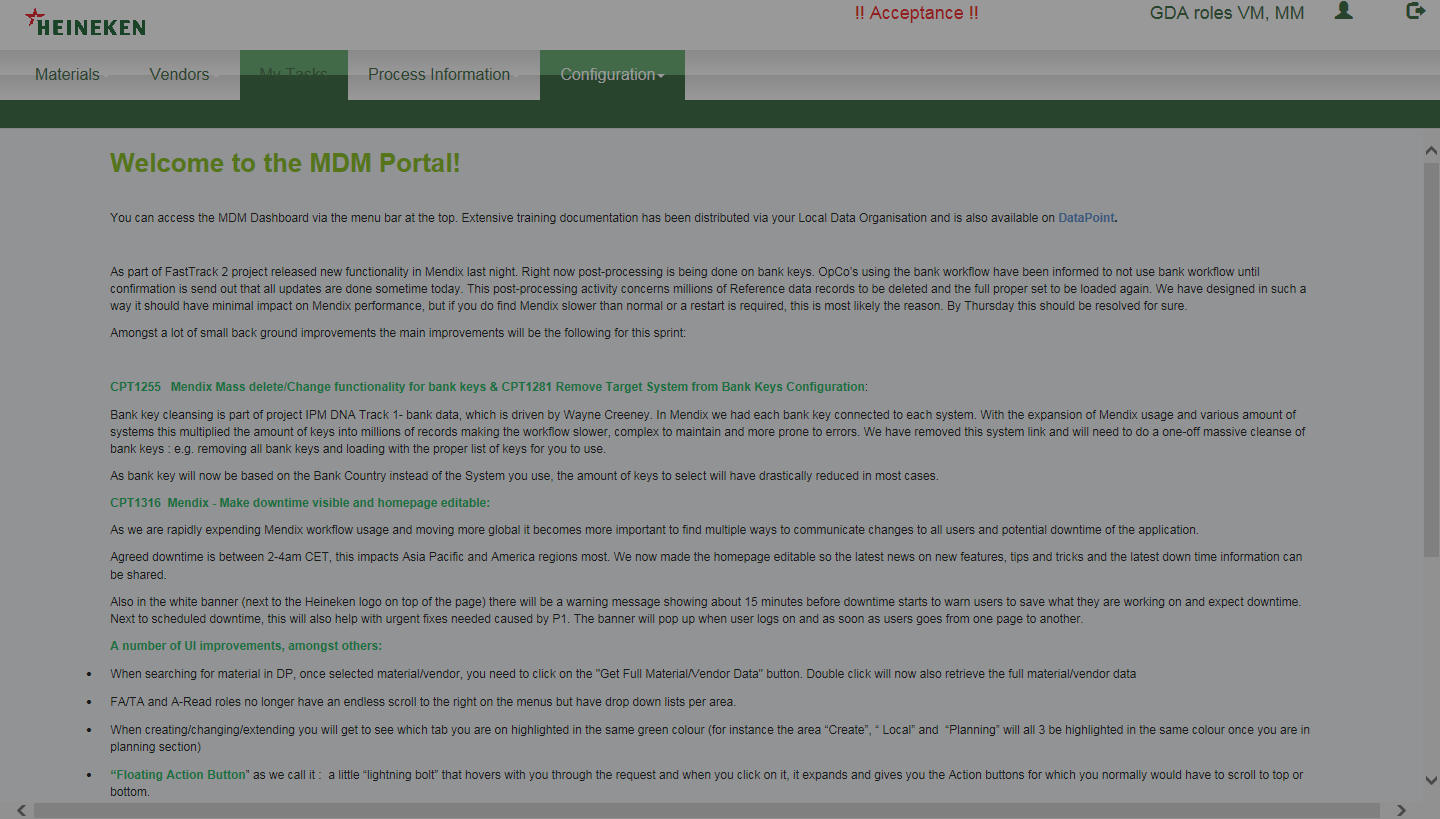 HEINEKEN
!! Acceptance !!
GDA roles VM, MM
Materials
Vendors
My Tasks
Process Information
Configuration
Welcome to the MDM Portal!
You can access the MDM Dashboard via the menu bar at the top. Extensive training documentation has been distributed via your Local Data Organisation and is also available on DataPoint.
As part of FastTrack 2 project released new functionality in Mendix last night. Right now post-processing is being done on bank keys. OpCo's using the bank workflow have been informed to not use bank workflow until
confirmation is send out that all updates are done sometime today. This post-processing activity concerns millions of Reference data records to be deleted and the full proper set to be loaded again. We have designed in such a
way it should have minimal impact on Mendix performance, but if you do find Mendix slower than normal or a restart is required, this is most likely the reason. By Thursday this should be resolved for sure.
Amongst a lot of small back ground improvements the main improvements will be the following for this sprint:
CPT1255   Mendix Mass delete/Change functionality for bank keys & CPT1281 Remove Target System from Bank Keys Configuration:
Bank key cleansing is part of project IPM DNA Track 1- bank data, which is driven by Wayne Creeney. In Mendix we had each bank key connected to each system. With the expansion of Mendix usage and various amount of
systems this multiplied the amount of keys into millions of records making the workflow slower, complex to maintain and more prone to errors. We have removed this system link and will need to do a one-off massive cleanse of
bank keys : e.g. removing all bank keys and loading with the proper list of keys for you to use.
As bank key will now be based on the Bank Country instead of the System you use, the amount of keys to select will have drastically reduced in most cases.
CPT1316  Mendix - Make downtime visible and homepage editable:
As we are rapidly expending Mendix workflow usage and moving more global it becomes more important to find multiple ways to communicate changes to all users and potential downtime of the application.
Agreed downtime is between 2-4am CET, this impacts Asia Pacific and America regions most. We now made the homepage editable so the latest news on new features, tips and tricks and the latest down time information can
be shared.
Also in the white banner (next to the Heineken logo on top of the page) there will be a warning message showing about 15 minutes before downtime starts to warn users to save what they are working on and expect downtime.
Next to scheduled downtime, this will also help with urgent fixes needed caused by P1. The banner will pop up when user logs on and as soon as users goes from one page to another.
A number of UI improvements, amongst others:
• When searching for material in DP, once selected material/vendor, you need to click on the "Get Full Material/Vendor Data" button. Double click will now also retrieve the full material/vendor data
• FA/TA and A-Read roles no longer have an endless scroll to the right on the menus but have drop down lists per area.
• When creating/changing/extending you will get to see which tab you are on highlighted in the same green colour (for instance the area “Create”, “ Local” and  “Planning” will all 3 be highlighted in the same colour once you are in
planning section)
• “Floating Action Button” as we call it :  a little “lightning bolt” that hovers with you through the request and when you click on it, it expands and gives you the Action buttons for which you normally would have to scroll to top or
bottom.